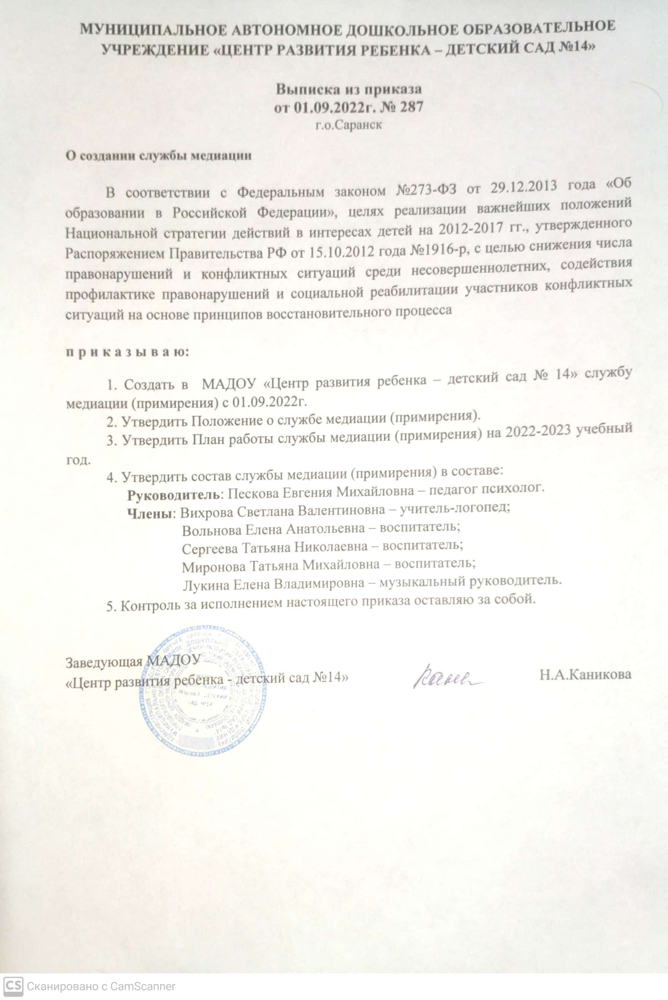 МУНИЦИПАЛЬНОЕ АВТОНОМНОЕ ДОШКОЛЬНОЕ ОБРАЗОВАТЕЛЬНОЕ
УЧРЕЖДЕНИЕ «ЦЕНТР РАЗВИТИЯ РЕБЕНКА – ДЕТСКИЙ САД №14»
Выписка из приказа
от 01.09.2022г. № 287
г.о.Саранск
О создании службы медиации
В соответствии с Федеральным законом №273-ФЗ от 29.12.2013 года «Об
образовании в Российской Федерации», целях реализации важнейших положений
Национальной стратегии действий в интересах детей на 2012-2017 гг., утвержденного
Распоряжением Правительства РФ от 15.10.2012 года №1916-р, с целью снижения числа
правонарушений и конфликтных ситуаций среди несовершеннолетних, содействия
профилактике правонарушений и социальной реабилитации участников конфликтных
ситуаций на основе принципов восстановительного процесса
п р и к а з ы в а ю:
1. Создать в МАДОУ «Центр развития ребенка – детский сад № 14» службу
медиации (примирения) с 01.09.2022г.
2. Утвердить Положение о службе медиации (примирения).
3. Утвердить План работы службы медиации (примирения) на 2022-2023 учебный
год.
4. Утвердить состав службы медиации (примирения) в составе:
Руководитель: Пескова Евгения Михайловна – педагог психолог.
Члены: Вихрова Светлана Валентиновна – учитель-логопед;
Вольнова Елена Анатольевна – воспитатель;
Сергеева Татьяна Николаевна – воспитатель;
Миронова Татьяна Михайловна – воспитатель;
Лукина Елена Владимировна – музыкальный руководитель.
5. Контроль за исполнением настоящего приказа оставляю за собой.
Заведующая МАДОУ
«Центр развития ребенка - детский сад №14»
Н.А.Каникова
CS Сканировано с CamScanner